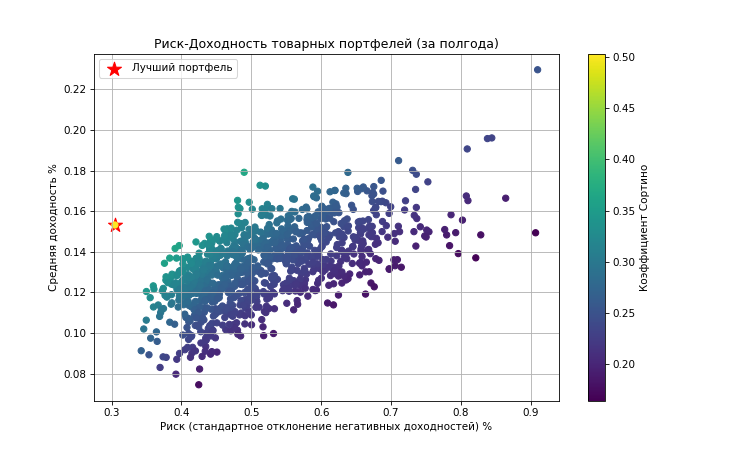 Риск-Доходность товарных портфелей (за полгода)
Лучший портфель
Средняя доходность %
0.22
0.20
0.18
0.16
0.14
0.12
0.10
0.08
0.3 0.4 0.5 0.6 0.7 0.8 0.9
Риск (стандартное отклонение негативных доходностей) %
0.50
0.45
0.40
0.35
0.30
0.25
0.20
Коэффициент Сортино